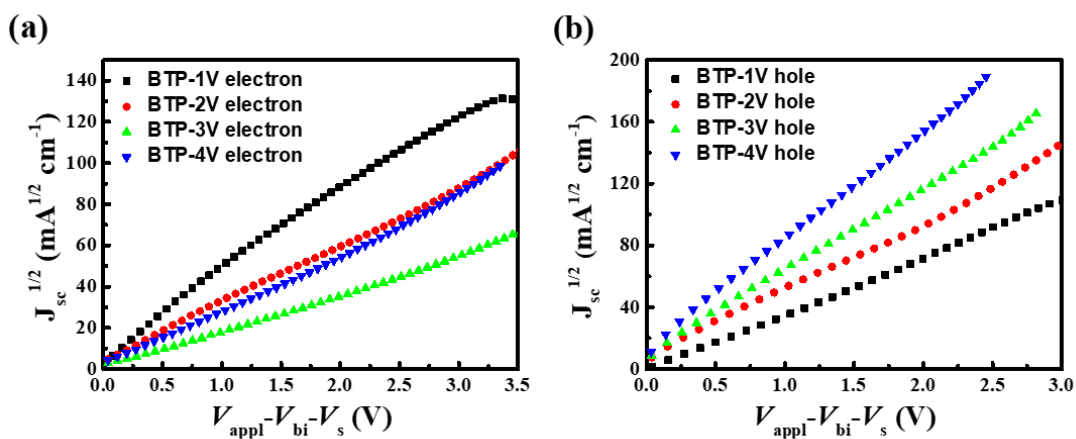 (a)
J_sc^1/2 (mA^1/2 cm^-1)
140
120
100
80
60
40
20
0
BTP-1V electron
BTP-2V electron
BTP-3V electron
BTP-4V electron
0.0 0.5 1.0 1.5 2.0 2.5 3.0 3.5
V_appl-V_bi-V_s (V)
(b)
J_sc^1/2 (mA^1/2 cm^-1)
200
160
120
80
40
0
BTP-1V hole
BTP-2V hole
BTP-3V hole
BTP-4V hole
0.0 0.5 1.0 1.5 2.0 2.5 3.0
V_appl-V_bi-V_s (V)